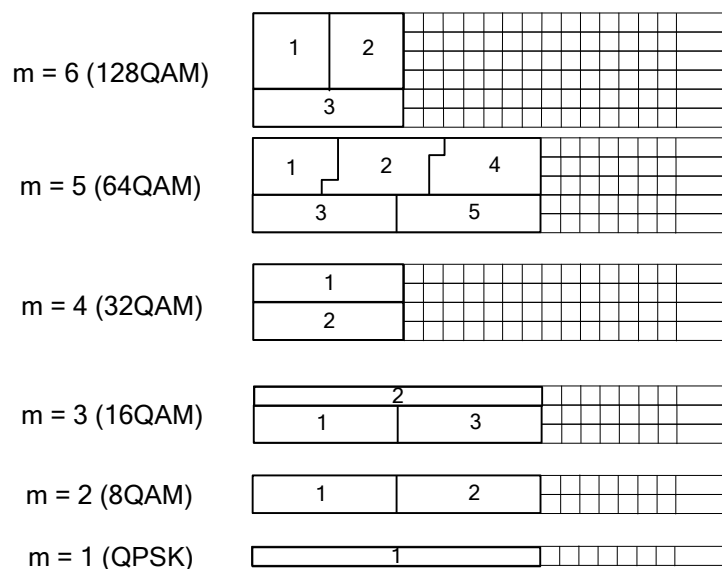 1 2
m = 6 (128QAM)
3
1 2 4
m = 5 (64QAM)
3 5
1
m = 4 (32QAM)
2
2
m = 3 (16QAM)
1 3
m = 2 (8QAM) 1 2
m = 1 (QPSK) 1